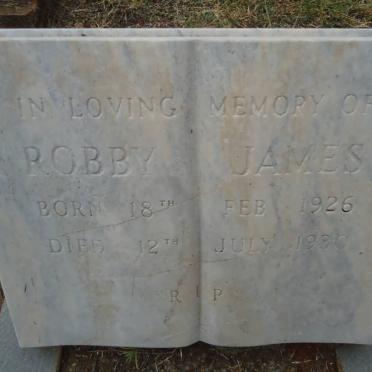 IN LOVING MEMORY OF
ROBBY JAMES
BORN 18TH FEB 1926
DIED 12TH JULY
R I P